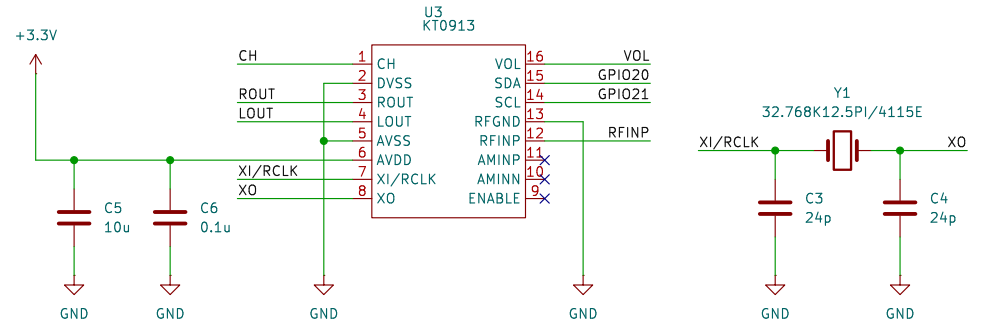 U3
KT0913
+3.3V
CH
1
CH
2
DVSS
ROUT
3
ROUT
LOUT
4
LOUT
5
AVSS
6
AVDD
XI/RCLK
7
XI/RCLK
XO
8
XO
VOL
16
VOL
SDA
15
GPIO20
SCL
14
GPIO21
RFGND
13
RFINP
12
RFINP
AMINP
11
AMINN
10
ENABLE
9
C5
10u
C6
0.1u
GND
GND
GND
GND
Y1
32.768K12.5PI/4115E
XI/RCLK
XO
C3
24p
C4
24p
GND
GND